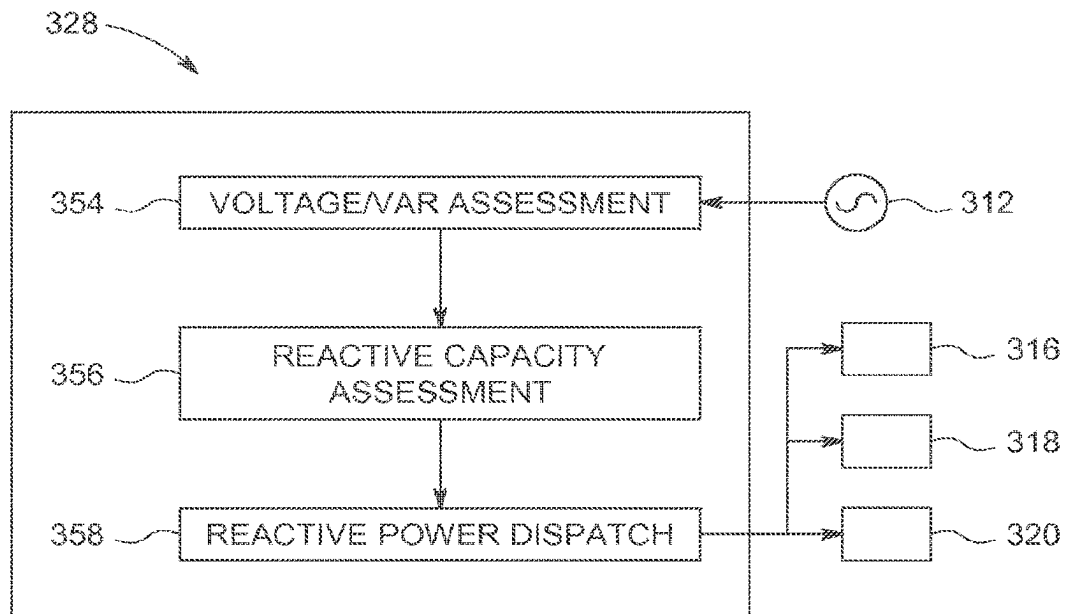 328
354
VOLTAGE/VAR ASSESSMENT
312
316
356
REACTIVE CAPACITY
ASSESSMENT
318
358
REACTIVE POWER DISPATCH
320